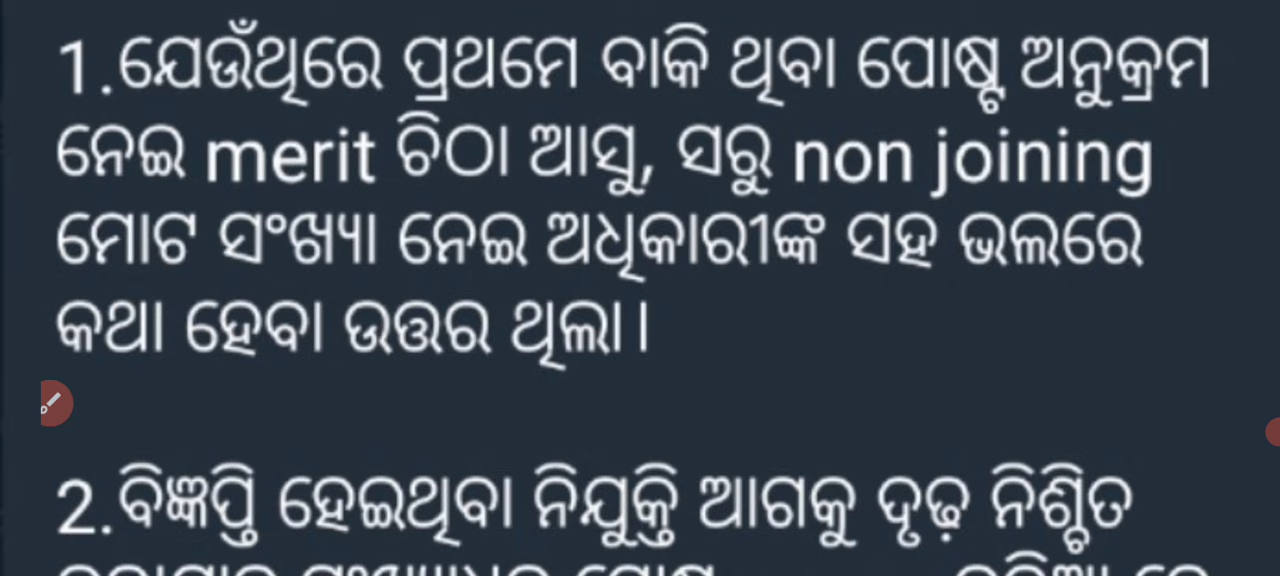 1.ଯେଉଁଥିରେ ପ୍ରଥମେ ବାକି ଥିବା ପୋଷ୍ଟ ଅନୁକ୍ରମ
ନେଇ merit ଚିଠା ଆସୁ, ସରୁ non joining
ମୋଟ ସଂଖ୍ୟା ନେଇ ଅଧିକାରୀଙ୍କ ସହ ଭଲରେ
କଥା ହେବା ଉତ୍ତର ଥିଲା।
2.ବିଜ୍ଞପ୍ତି ହେଇଥିବା ନିଯୁକ୍ତି ଆଗକୁ ଦୃଢ଼ ନିଶ୍ଚିତ